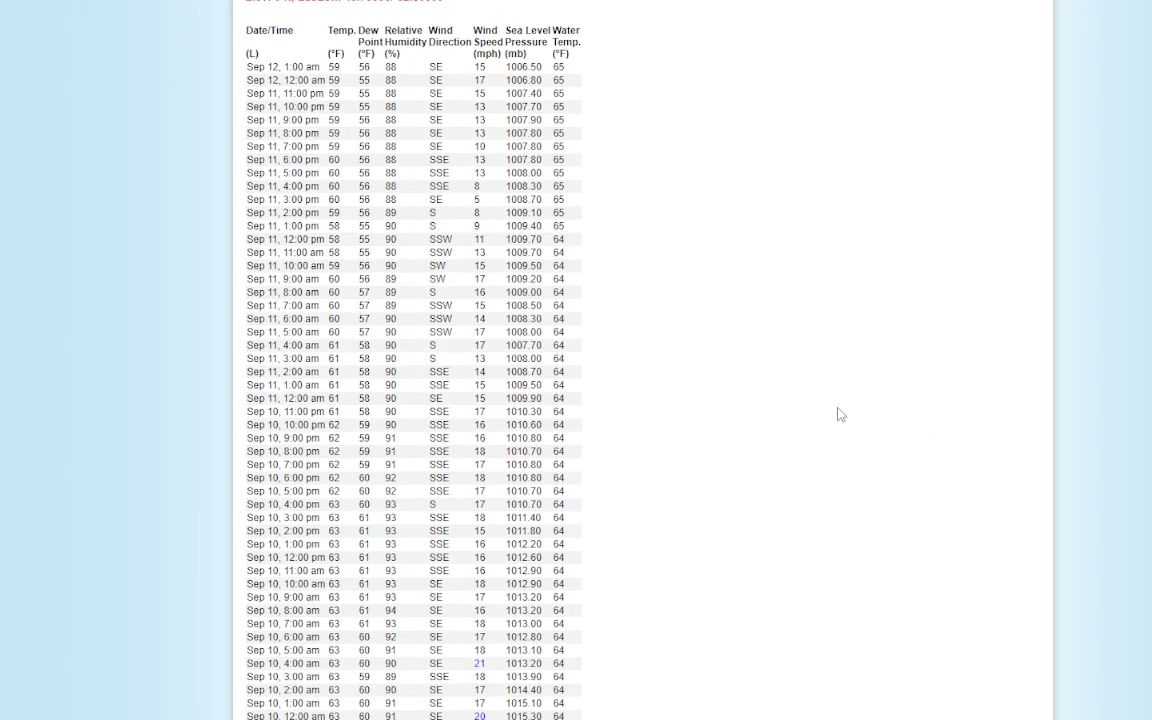 Date/Time Temp. Dew Relative Wind Wind Sea Level Water
Point Humidity Direction Speed Pressure Temp.
(L) (°F) (°F) (%) (mph) (mb) (°F)
Sep 12, 1:00 am 59 56 88 SE 15 1006.50 65
Sep 12, 12:00 am 59 55 88 SE 17 1006.80 65
Sep 11, 11:00 pm 59 55 88 SE 15 1007.40 65
Sep 11, 10:00 pm 59 55 88 SE 13 1007.70 65
Sep 11, 9:00 pm 59 56 88 SE 13 1007.90 65
Sep 11, 8:00 pm 59 56 88 SE 13 1007.80 65
Sep 11, 7:00 pm 59 56 88 SE 10 1007.80 65
Sep 11, 6:00 pm 60 56 88 SSE 13 1007.80 65
Sep 11, 5:00 pm 60 56 88 SSE 13 1008.00 65
Sep 11, 4:00 pm 60 56 88 SSE 8 1008.30 65
Sep 11, 3:00 pm 60 56 88 SE 5 1008.70 65
Sep 11, 2:00 pm 59 56 89 S 8 1009.10 65
Sep 11, 1:00 pm 58 55 90 S 9 1009.40 65
Sep 11, 12:00 pm 58 55 90 SSW 11 1009.70 64
Sep 11, 11:00 am 58 55 90 SSW 13 1009.70 64
Sep 11, 10:00 am 59 56 90 SW 15 1009.50 64
Sep 11, 9:00 am 60 56 89 SW 17 1009.20 64
Sep 11, 8:00 am 60 57 89 S 16 1009.00 64
Sep 11, 7:00 am 60 57 89 SSW 15 1008.50 64
Sep 11, 6:00 am 60 57 90 SSW 14 1008.30 64
Sep 11, 5:00 am 60 57 90 SSW 17 1008.00 64
Sep 11, 4:00 am 61 58 90 S 17 1007.70 64
Sep 11, 3:00 am 61 58 90 S 13 1008.00 64
Sep 11, 2:00 am 61 58 90 SSE 14 1008.70 64
Sep 11, 1:00 am 61 58 90 SSE 15 1009.50 64
Sep 11, 12:00 am 61 58 90 SE 15 1009.90 64
Sep 10, 11:00 pm 61 58 90 SSE 17 1010.30 64
Sep 10, 10:00 pm 62 59 90 SSE 16 1010.60 64
Sep 10, 9:00 pm 62 59 91 SSE 16 1010.80 64
Sep 10, 8:00 pm 62 59 91 SSE 18 1010.70 64
Sep 10, 7:00 pm 62 59 91 SSE 17 1010.80 64
Sep 10, 6:00 pm 62 60 92 SSE 18 1010.80 64
Sep 10, 5:00 pm 62 60 92 SSE 17 1010.70 64
Sep 10, 4:00 pm 63 60 93 S 17 1010.70 64
Sep 10, 3:00 pm 63 61 93 SSE 18 1011.40 64
Sep 10, 2:00 pm 63 61 93 SSE 15 1011.80 64
Sep 10, 1:00 pm 63 61 93 SSE 16 1012.20 64
Sep 10, 12:00 pm 63 61 93 SSE 16 1012.60 64
Sep 10, 11:00 am 63 61 93 SSE 16 1012.90 64
Sep 10, 10:00 am 63 61 93 SE 18 1012.90 64
Sep 10, 9:00 am 63 61 93 SE 17 1013.20 64
Sep 10, 8:00 am 63 61 94 SE 16 1013.20 64
Sep 10, 7:00 am 63 61 93 SE 18 1013.00 64
Sep 10, 6:00 am 63 60 92 SE 17 1012.80 64
Sep 10, 5:00 am 63 60 91 SE 18 1013.10 64
Sep 10, 4:00 am 63 60 90 SE 21 1013.20 64
Sep 10, 3:00 am 63 59 89 SSE 18 1013.90 64
Sep 10, 2:00 am 63 60 90 SE 17 1014.40 64
Sep 10, 1:00 am 63 60 91 SE 17 1015.10 64
Sep 10, 12:00 am 63 60 91 SE 20 1015.30 64